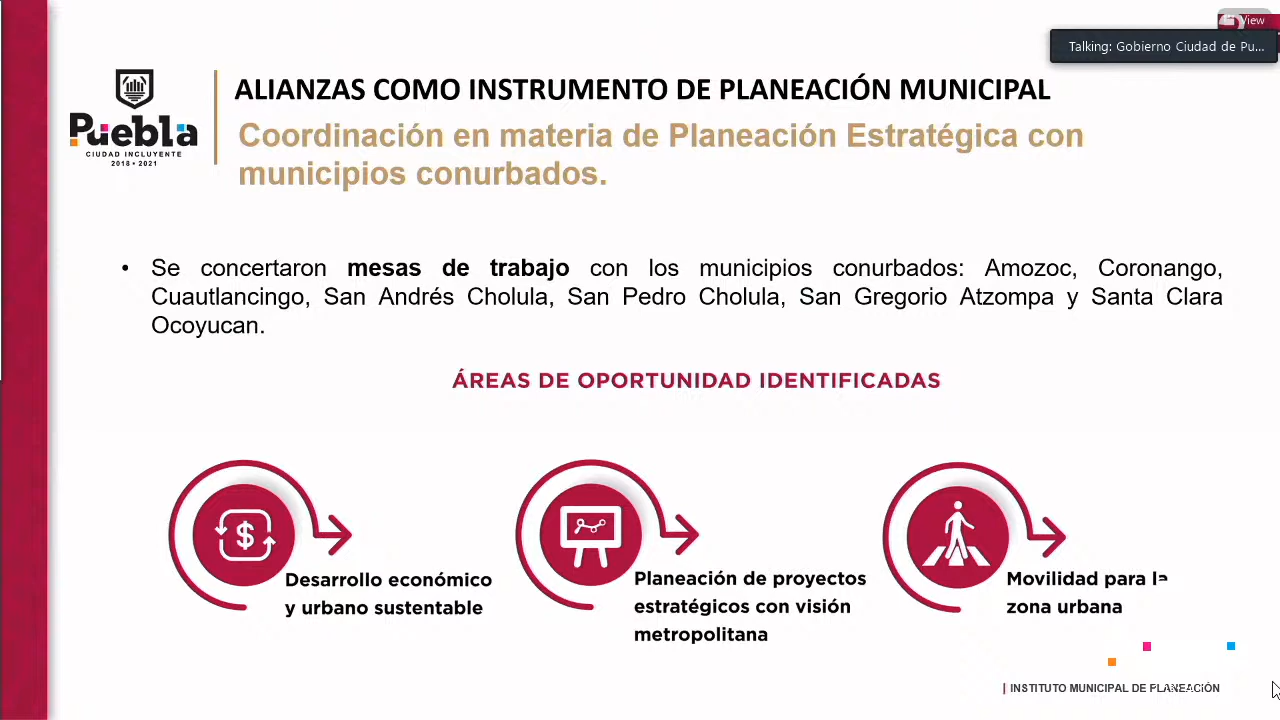 View
Talking: Gobierno Ciudad de Pu...
ALIANZAS COMO INSTRUMENTO DE PLANEACIÓN MUNICIPAL
Puebla
CIUDAD INCLUYENTE
2018 • 2021
Coordinación en materia de Planeación Estratégica con
municipios conurbados.
• Se concertaron mesas de trabajo con los municipios conurbados: Amozoc, Coronango,
Cuautlancingo, San Andrés Cholula, San Pedro Cholula, San Gregorio Atzompa y Santa Clara
Ocoyucan.
ÁREAS DE OPORTUNIDAD IDENTIFICADAS
$
Desarrollo económico
y urbano sustentable
Planeación de proyectos
estratégicos con visión
metropolitana
Movilidad para la
zona urbana
| INSTITUTO MUNICIPAL DE PLANEACIÓN